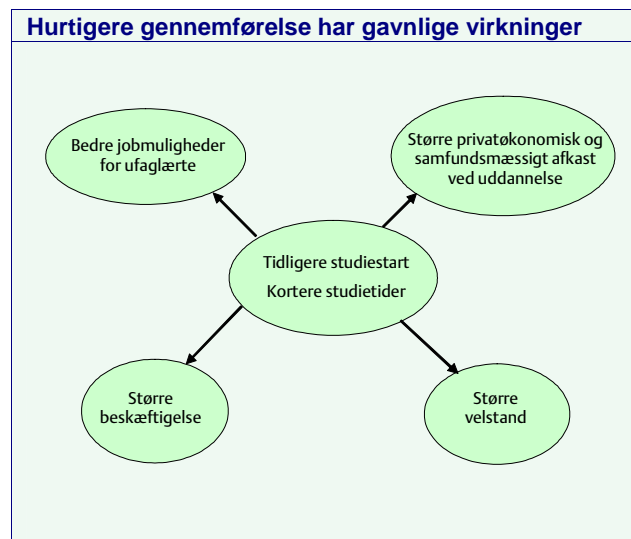 Hurtigere gennemførelse har gavnlige virkninger
Bedre jobmuligheder
for ufaglærte
Større privatøkonomisk og
samfundsmæssigt afkast
ved uddannelse
Tidligere studiestart
Kortere studietider
Større
beskæftigelse
Større
velstand